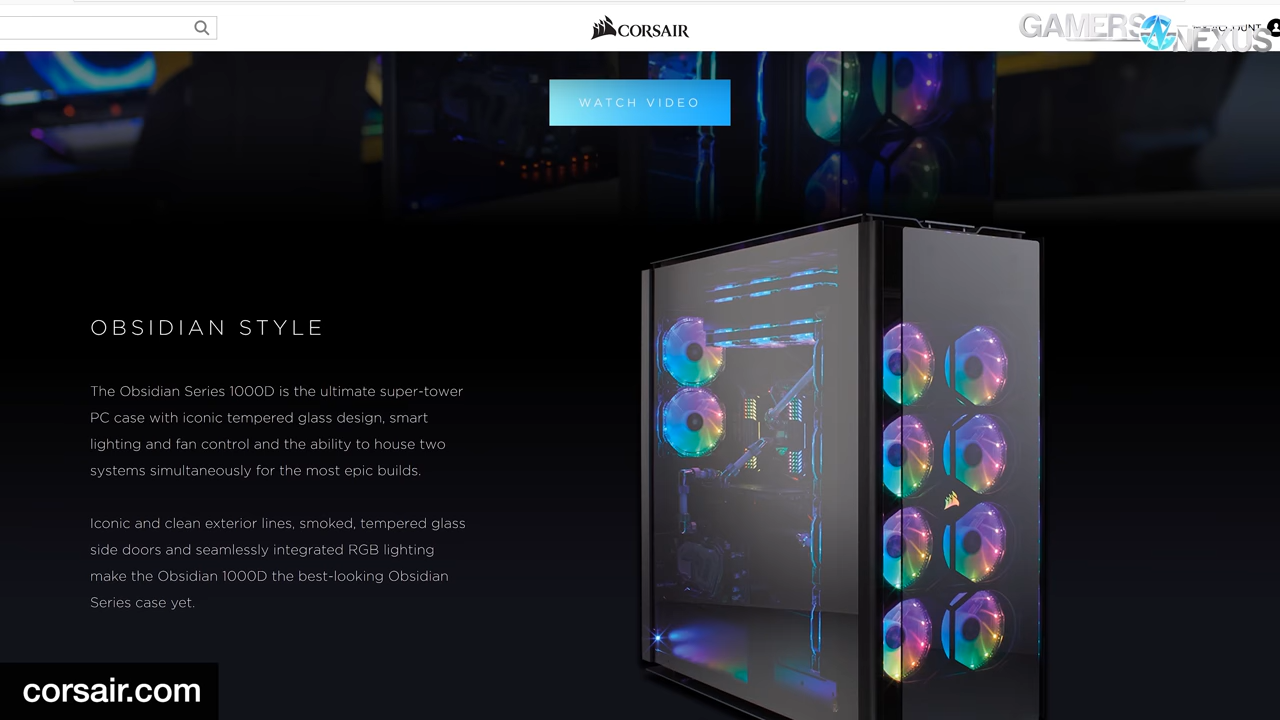 CORSAIR
GAMERS
NEXUS
WATCH VIDEO
OBSIDIAN STYLE
The Obsidian Series 1000D is the ultimate super-tower
PC case with iconic tempered glass design, smart
lighting and fan control and the ability to house two
systems simultaneously for the most epic builds.
Iconic and clean exterior lines, smoked, tempered glass
side doors and seamlessly integrated RGB lighting
make the Obsidian 1000D the best-looking Obsidian
Series case yet.
corsair.com